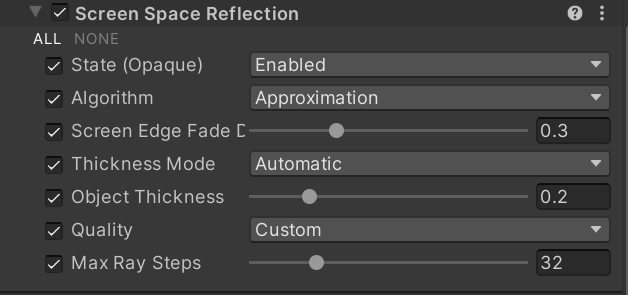 Screen Space Reflection
ALL NONE
State (Opaque) Enabled
Algorithm Approximation
Screen Edge Fade D 0.3
Thickness Mode Automatic
Object Thickness 0.2
Quality Custom
Max Ray Steps 32